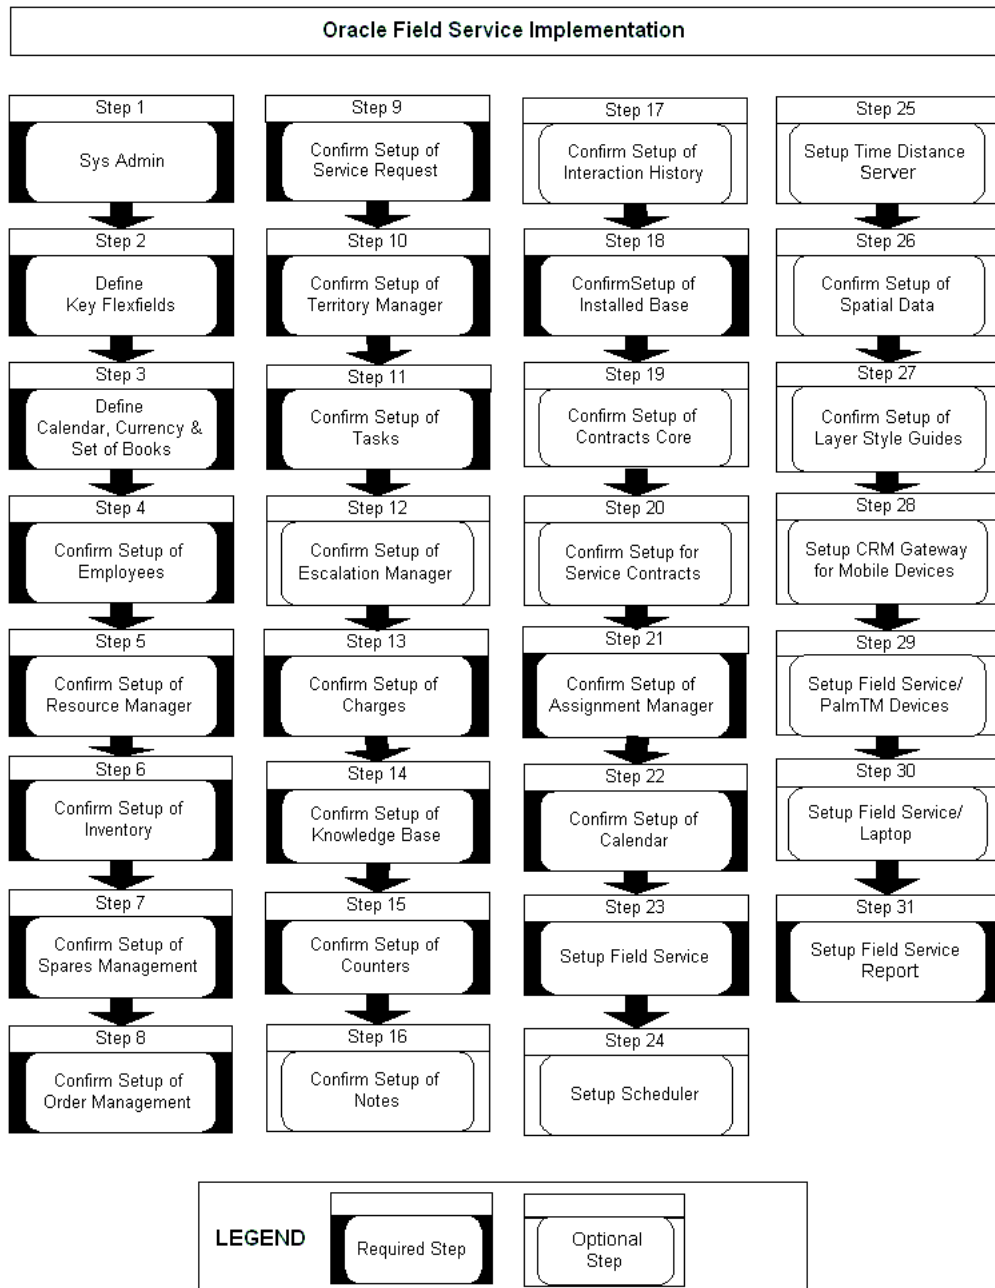 Oracle Field Service Implementation
Step 1
Sys Admin
Step 2
Define
Key Flexfields
Step 3
Define
Calendar, Currency &
Set of Books
Step 4
Confirm Setup of
Employees
Step 5
Confirm Setup of
Resource Manager
Step 6
Confirm Setup of
Inventory
Step 7
Confirm Setup of
Spares Management
Step 8
Confirm Setup of
Order Management
Step 9
Confirm Setup of
Service Request
Step 10
Confirm Setup of
Territory Manager
Step 11
Confirm Setup of
Tasks
Step 12
Confirm Setup of
Escalation Manager
Step 13
Confirm Setup of
Charges
Step 14
Confirm Setup of
Knowledge Base
Step 15
Confirm Setup of
Counters
Step 16
Confirm Setup of
Notes
Step 17
Confirm Setup of
Interaction History
Step 18
ConfirmSetup of
Installed Base
Step 19
Confirm Setup of
Contracts Core
Step 20
Confirm Setup for
Service Contracts
Step 21
Confirm Setup of
Assignment Manager
Step 22
Confirm Setup of
Calendar
Step 23
Setup Field Service
Step 24
Setup Scheduler
Step 25
Setup Time Distance
Server
Step 26
Confirm Setup of
Spatial Data
Step 27
Confirm Setup of
Layer Style Guides
Step 28
Setup CRM Gateway
for Mobile Devices
Step 29
Setup Field Service/
PalmTM Devices
Step 30
Setup Field Service/
Laptop
Step 31
Setup Field Service
Report
LEGEND
Required Step
Optional
Step